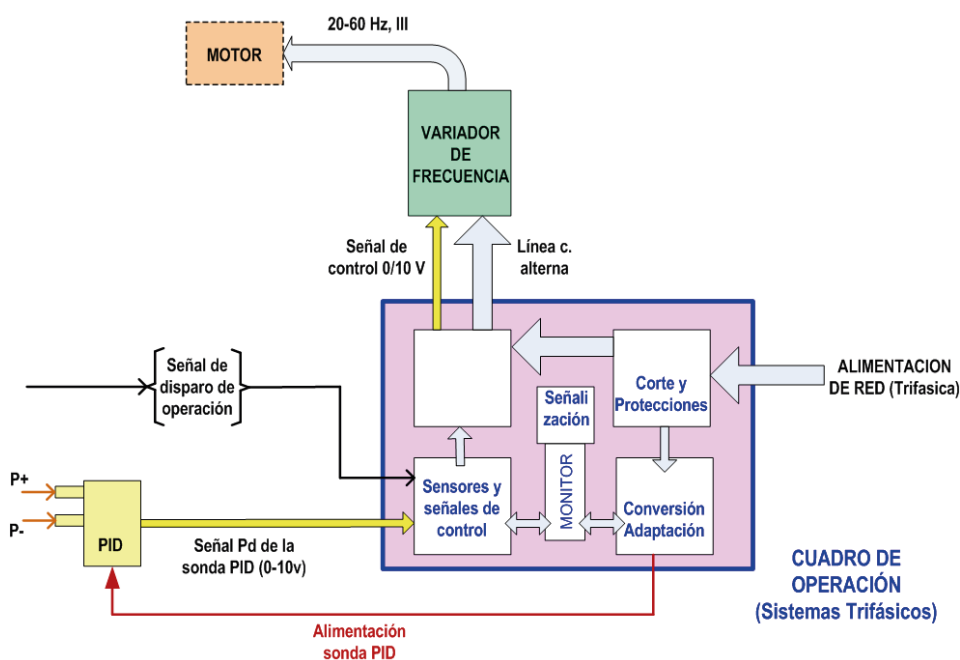 20-60 Hz, III
MOTOR
VARIADOR
DE
FRECUENCIA
Señal de
control 0/10 V
Línea c.
alterna
Señal de
disparo de
operación
Corte y
Protecciones
ALIMENTACION
DE RED (Trifasica)
Señali
zación
MONITOR
P+
P-
PID
Sensores y
señales de
control
Conversión
Adaptación
Señal Pd de la
sonda PID (0-10v)
CUADRO DE
OPERACIÓN
(Sistemas Trifásicos)
Alimentación
sonda PID